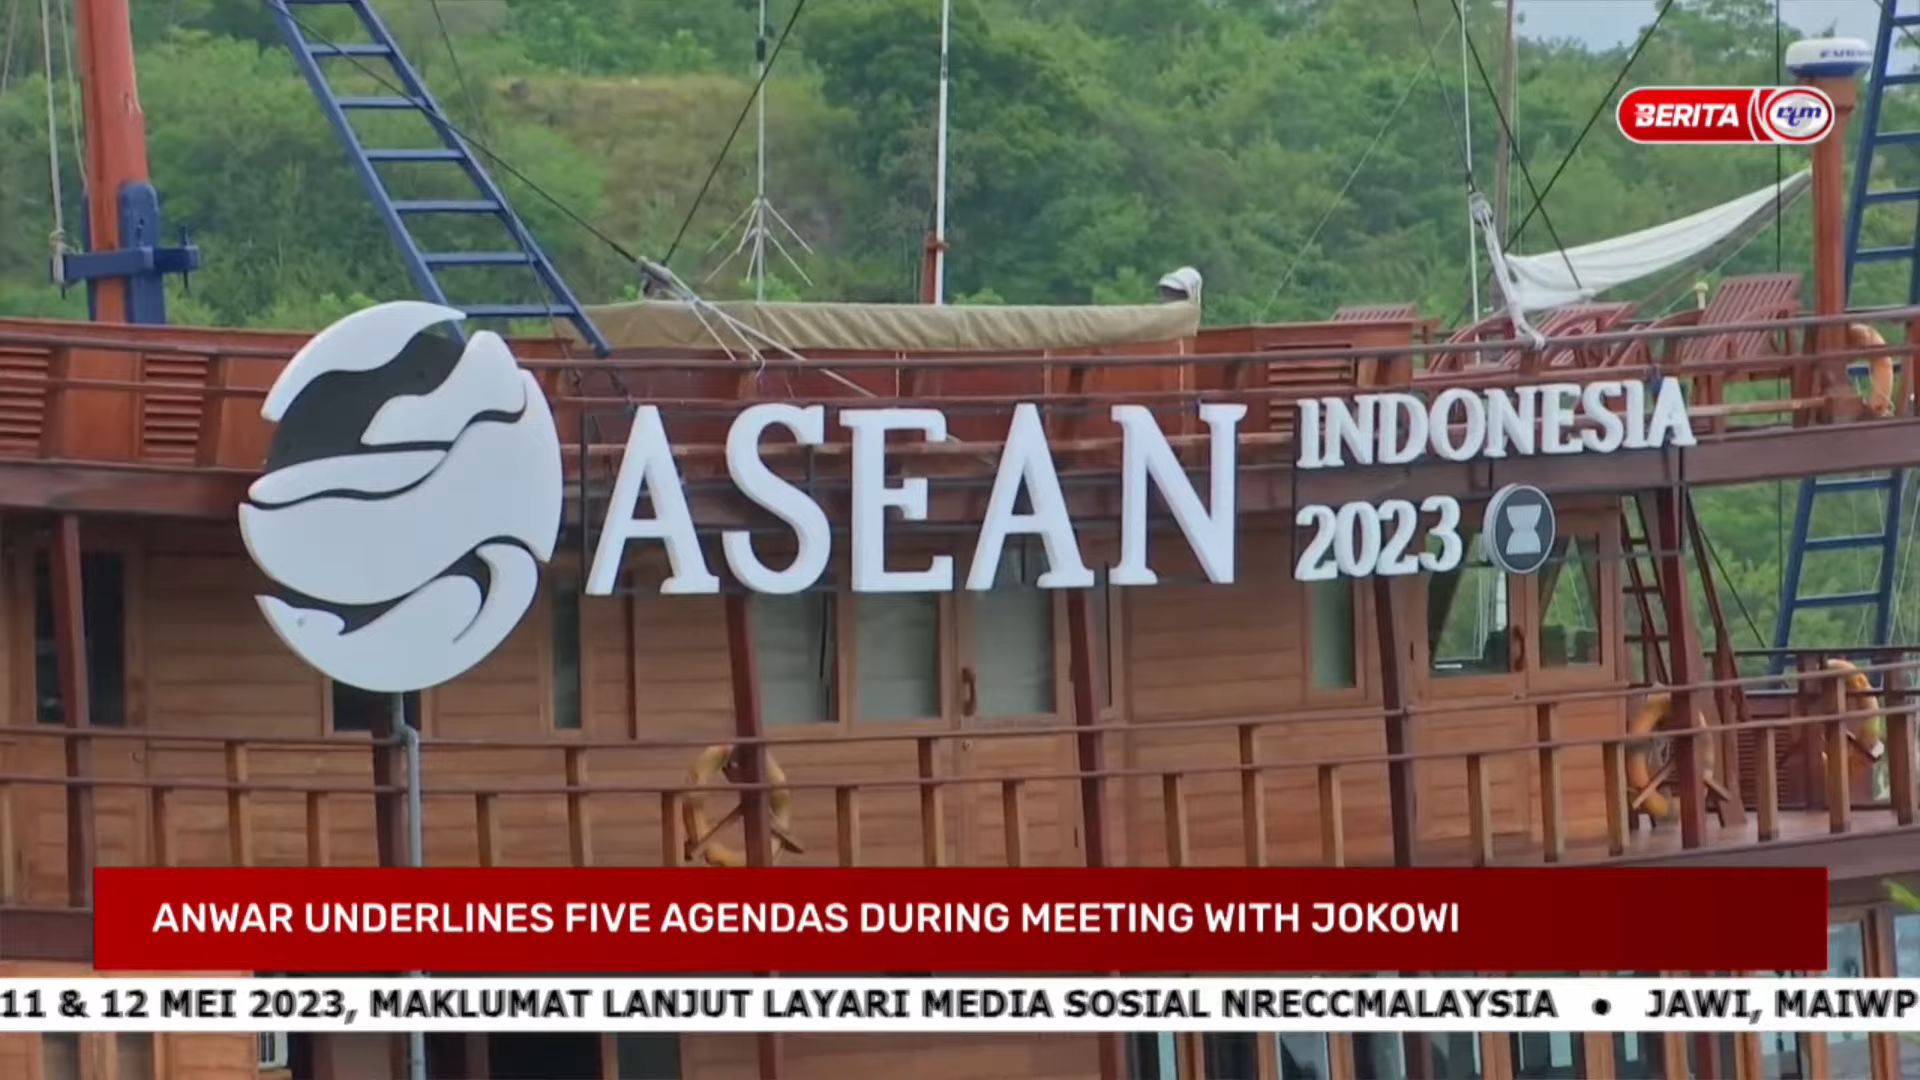 BERITA rtm
ASEAN
INDONESIA
2023
ANWAR UNDERLINES FIVE AGENDAS DURING MEETING WITH JOKOWI
11 & 12 MEI 2023, MAKLUMAT LANJUT LAYARI MEDIA SOSIAL NRECCMALAYSIA • JAWI, MAIWP